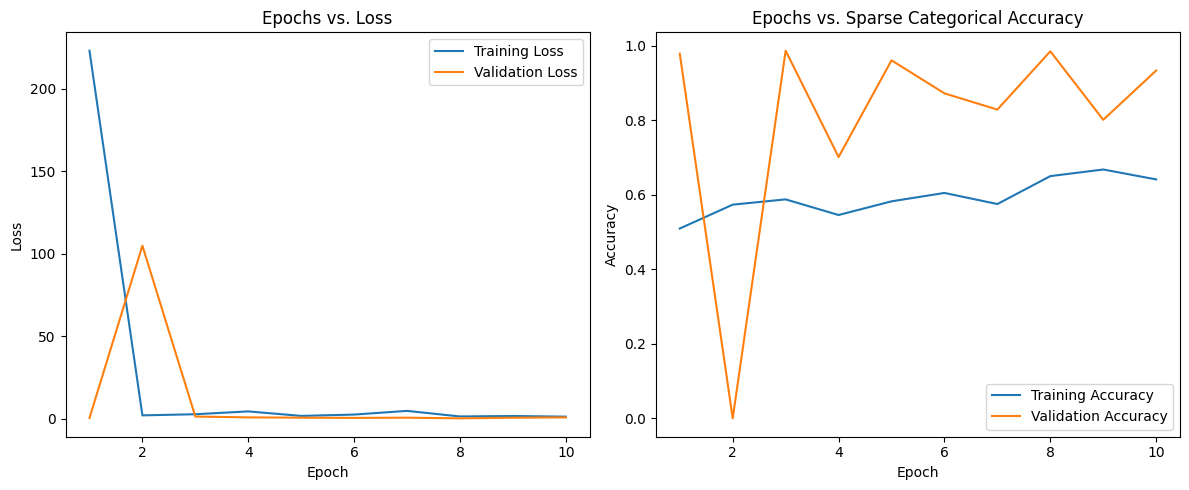 Epochs vs. Loss
Training Loss
Validation Loss
200
150
100
50
0
Loss
2
4
6
8
10
Epoch
Epochs vs. Sparse Categorical Accuracy
1.0
0.8
0.6
0.4
0.2
0.0
Accuracy
Training Accuracy
Validation Accuracy
2
4
6
8
10
Epoch